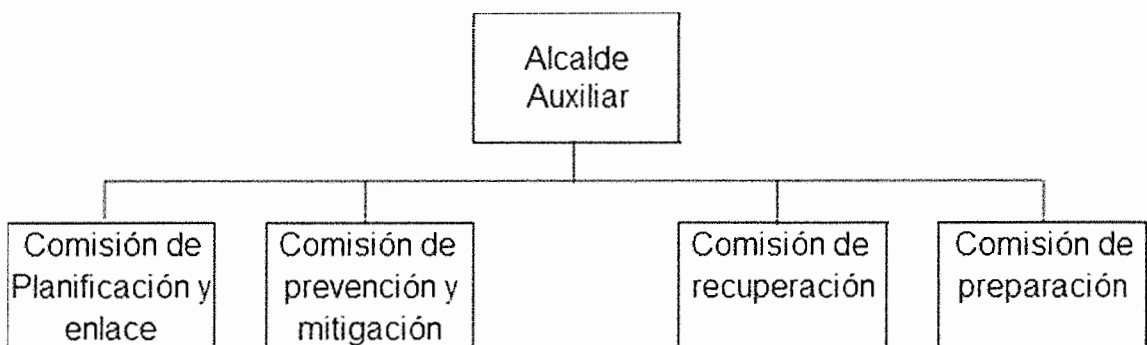 Alcalde
Auxiliar
Comisión de
Planificación y
enlace
Comisión de
prevención y
mitigación
Comisión de
recuperación
Comisión de
preparación